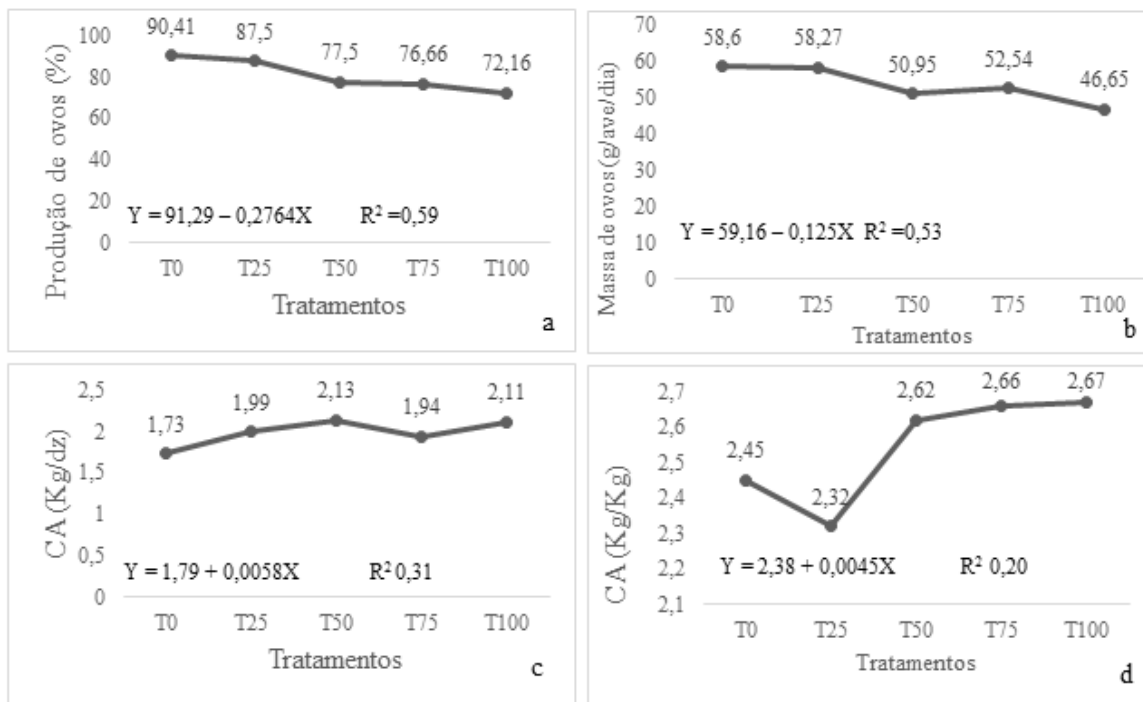 Produção de ovos (%)
100
80
60
40
20
0
90,41
87,5
77,5
76,66
72,16
Y = 91,29 – 0,2764X R² =0,59
T0 T25 T50 T75 T100
Tratamentos
a
Massa de ovos (g/ave/dia)
70
60
50
40
30
20
10
0
58,6
58,27
50,95
52,54
46,65
Y = 59,16 – 0,125X R² =0,53
T0 T25 T50 T75 T100
Tratamentos
b
CA (Kg/dz)
2,5
2
1,5
1
0,5
0
1,73
1,99
2,13
1,94
2,11
Y = 1,79 + 0,0058X R² 0,31
T0 T25 T50 T75 T100
Tratamentos
c
CA (Kg/Kg)
2,7
2,6
2,5
2,4
2,3
2,2
2,1
2,45
2,32
2,62
2,66
2,67
Y = 2,38 + 0,0045X R² 0,20
T0 T25 T50 T75 T100
Tratamentos
d